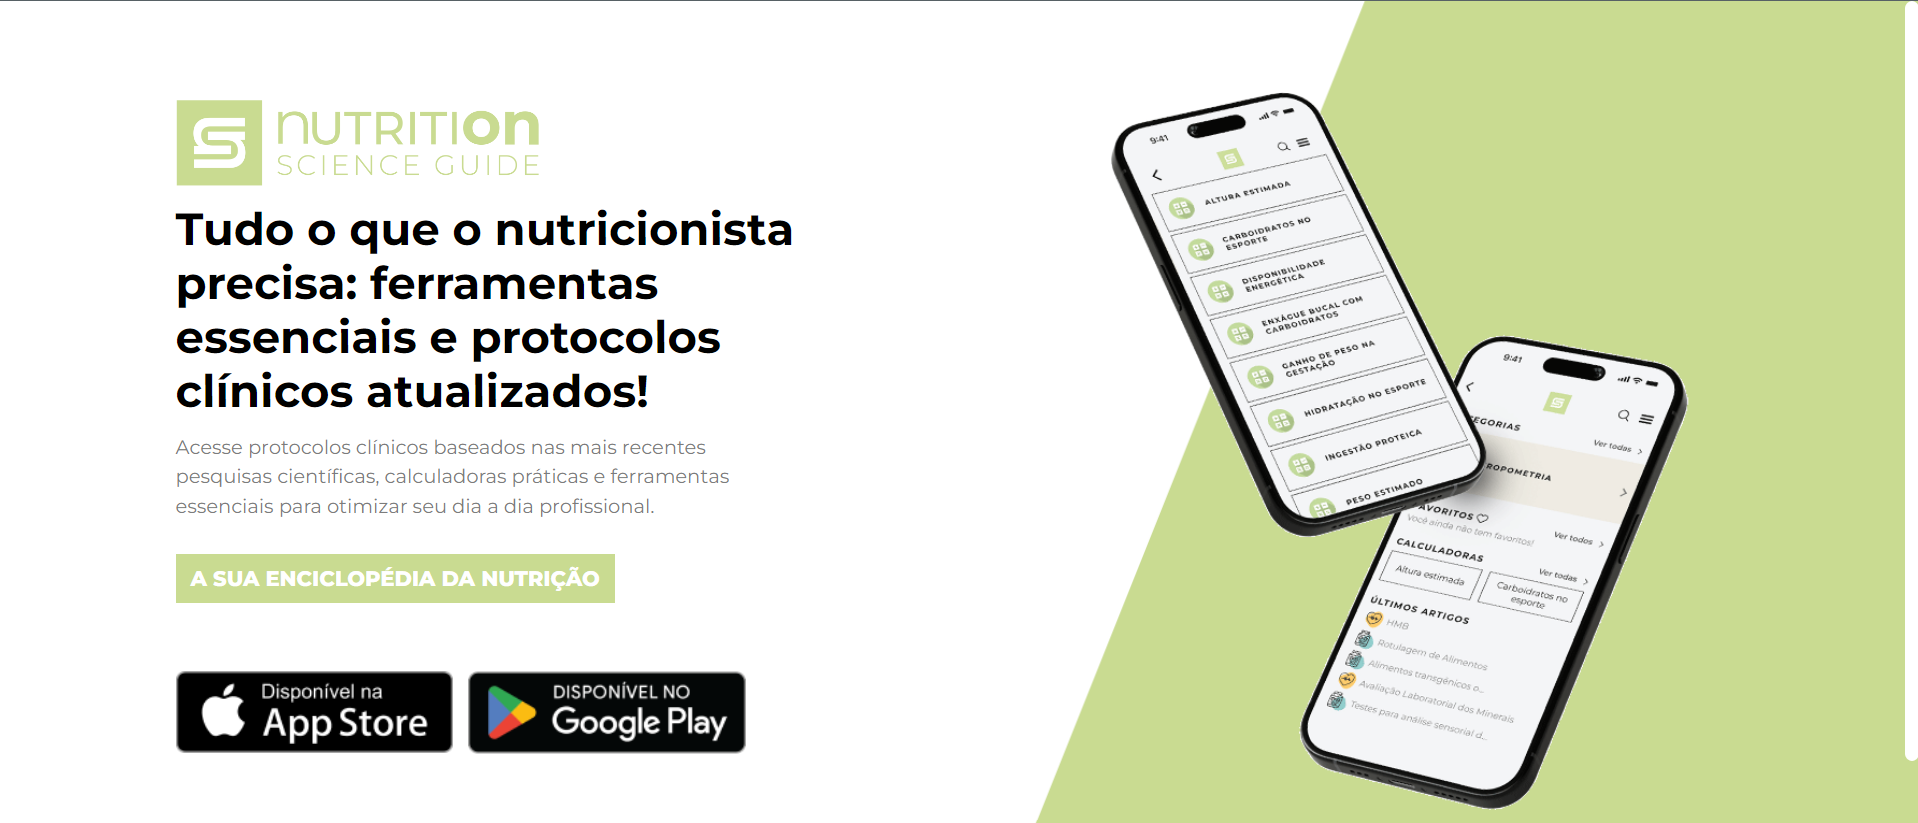 nuTRITIon
SCIENCE GUIDE
Tudo o que o nutricionista
precisa: ferramentas
essenciais e protocolos
clínicos atualizados!
Acesse protocolos clínicos baseados nas mais recentes
pesquisas científicas, calculadoras práticas e ferramentas
essenciais para otimizar seu dia a dia profissional.
A SUA ENCICLOPÉDIA DA NUTRIÇÃO
Disponível na
App Store
DISPONÍVEL NO
Google Play
9:41
ALTURA ESTIMADA
CARBOIDRATOS NO
ESPORTE
DISPONIBILIDADE
ENERGÉTICA
ENXÁGUE BUCAL COM
CARBOIDRATOS
GANHO DE PESO NA
GESTAÇÃO
HIDRATAÇÃO NO ESPORTE
INGESTÃO PROTEICA
PESO ESTIMADO
9:41
EGORIAS
Ver todas
ROPOMETRIA
AVORITOS
Ver todos
Você ainda não tem favoritos!
CALCULADORAS
Ver todas
Altura estimada
Carboidratos no
esporte
ÚLTIMOS ARTIGOS
HMB
Rotulagem de Alimentos
Alimentos transgênicos o...
Avaliação Laboratorial dos Minerais
Testes para análise sensorial d...